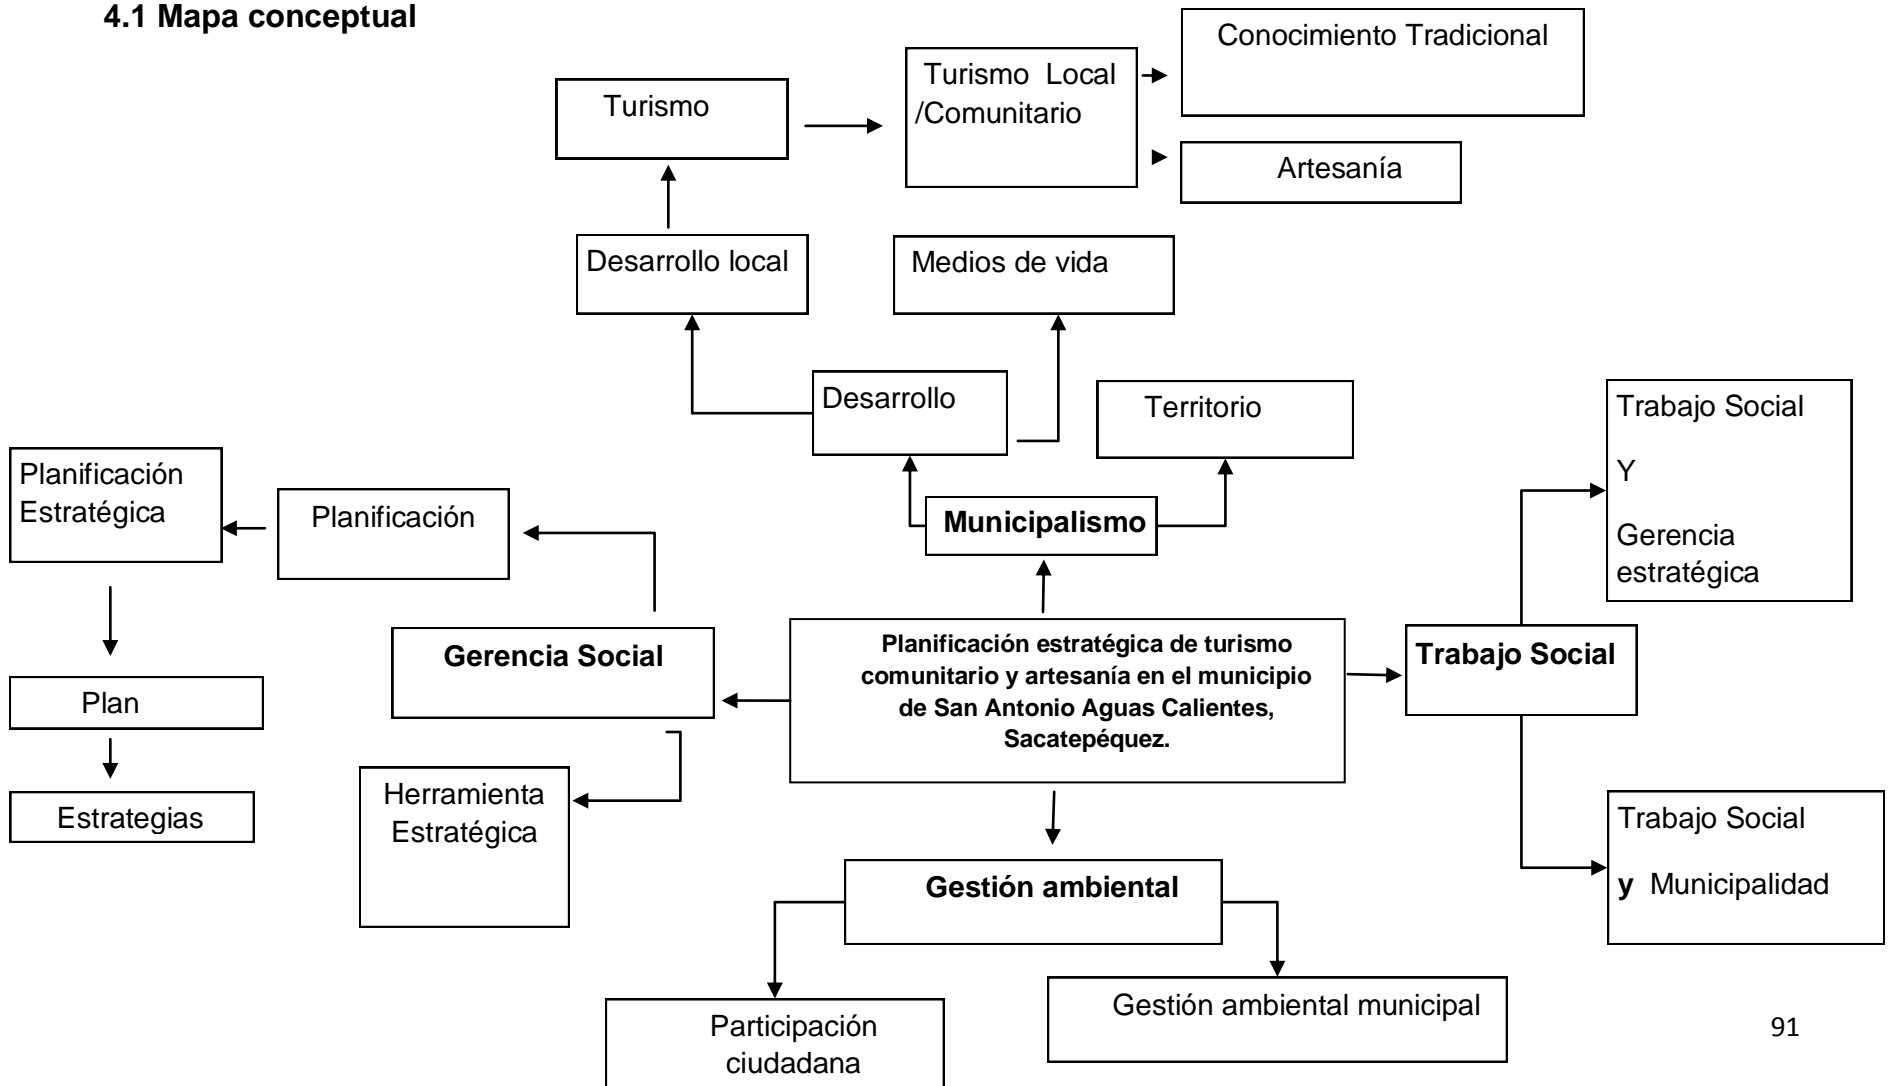 4.1 Mapa conceptual
Conocimiento Tradicional
Turismo Local
/Comunitario
Turismo
Artesanía
Desarrollo local
Medios de vida
Desarrollo
Territorio
Trabajo Social
Y
Gerencia
estratégica
Planificación
Estratégica
Planificación
Municipalismo
Gerencia Social
Planificación estratégica de turismo
comunitario y artesanía en el municipio
de San Antonio Aguas Calientes,
Sacatepéquez.
Trabajo Social
Plan
Estrategias
Herramienta
Estratégica
Trabajo Social
y Municipalidad
Gestión ambiental
Participación
ciudadana
Gestión ambiental municipal
91